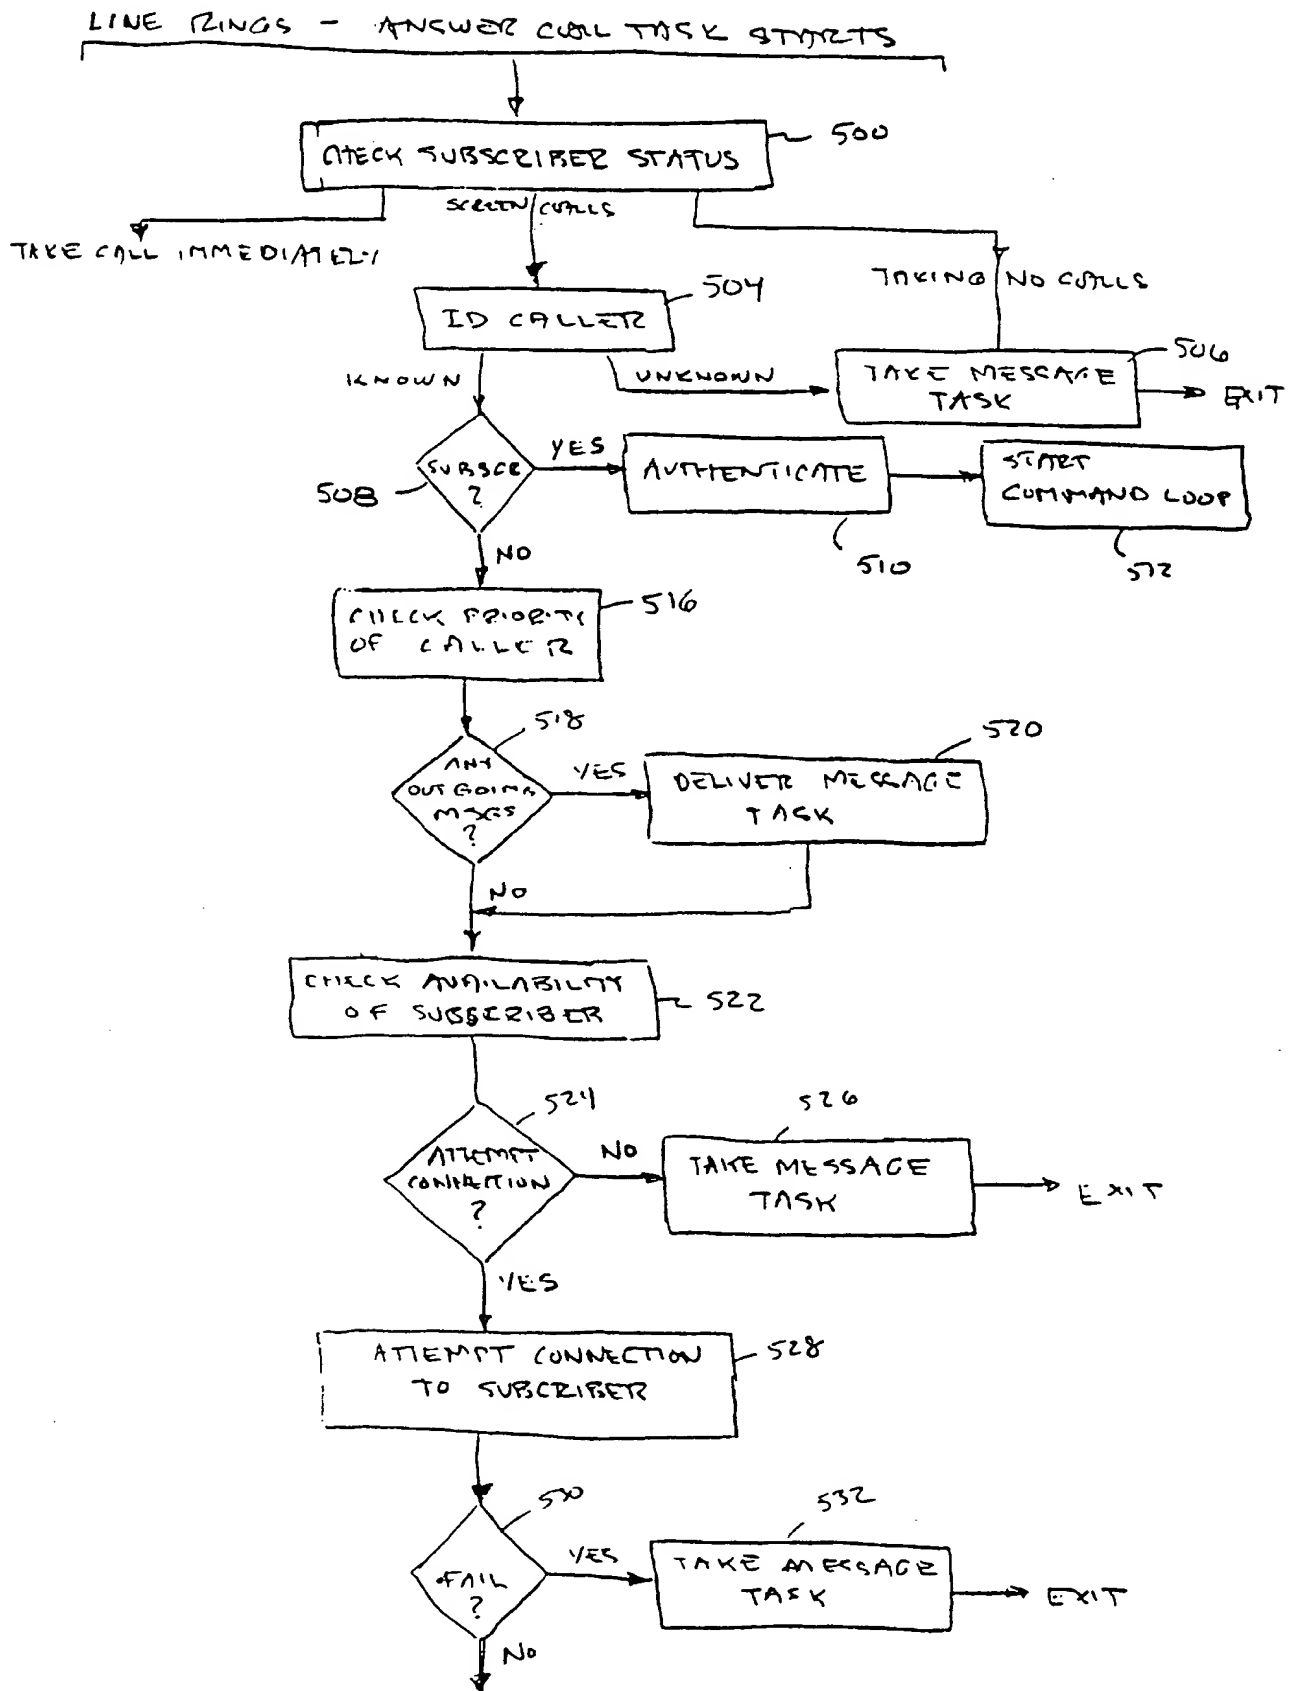 LINE RINGS - ANSWER CALL TASK STARTS
500
CHECK SUBSCRIBER STATUS
SCREEN CALLS
TAKE CALL IMMEDIATELY
TAKING NO CALLS
504
ID CALLER
506
KNOWN
UNKNOWN
TAKE MESSAGE
TASK
EXIT
SUBSCR
?
508
YES
AUTHENTICATE
START
COMMAND LOOP
510
512
NO
516
CHECK PRIORITY
OF CALLER
518
520
ANY
OUTGOING
MSGS
?
YES
DELIVER MESSAGE
TASK
NO
CHECK AVAILABILITY
OF SUBSCRIBER
522
524
526
ATTEMPT
CONNECTION
?
NO
TAKE MESSAGE
TASK
EXIT
YES
528
ATTEMPT CONNECTION
TO SUBSCRIBER
530
532
FAIL
?
YES
TAKE MESSAGE
TASK
EXIT
NO